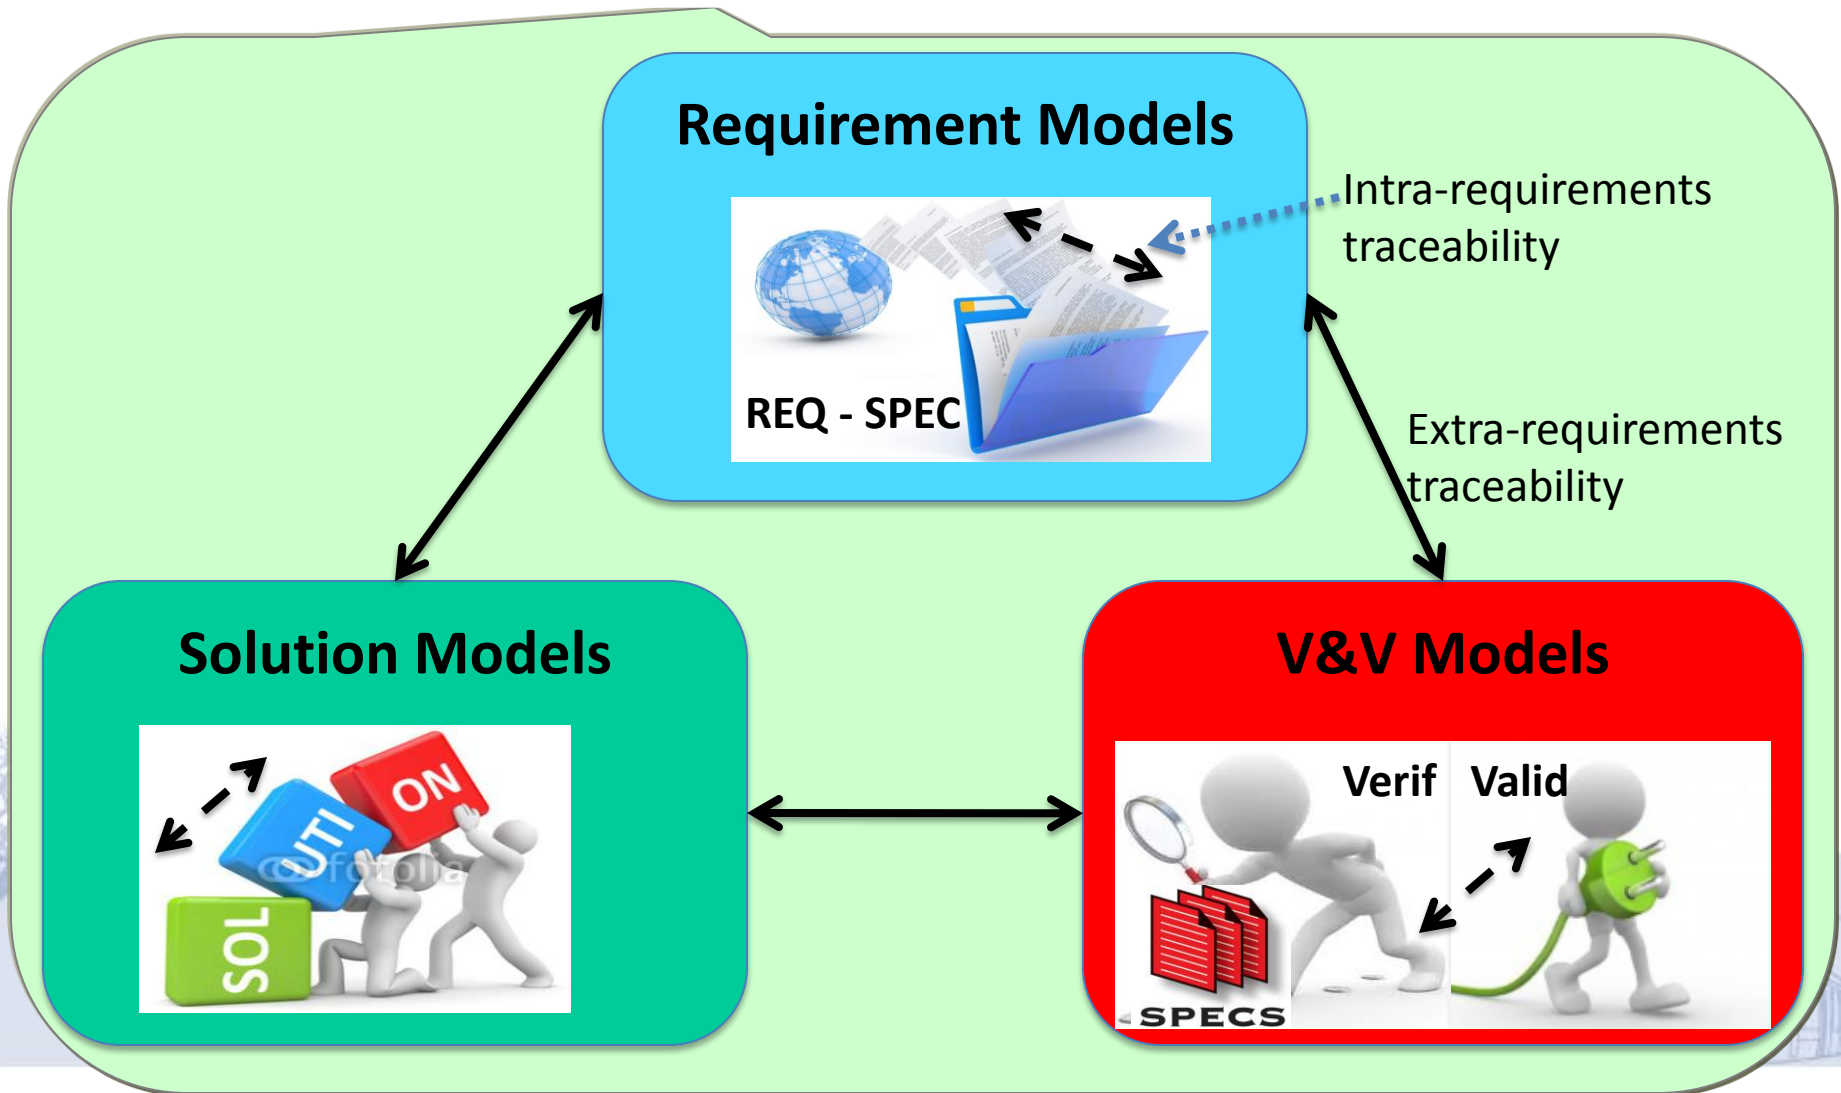 Requirement Models
Intra-requirements
traceability
REQ - SPEC
Extra-requirements
traceability
Solution Models
V&V Models
ON
UTI
SOL
fotolia
Verif
Valid
SPECS